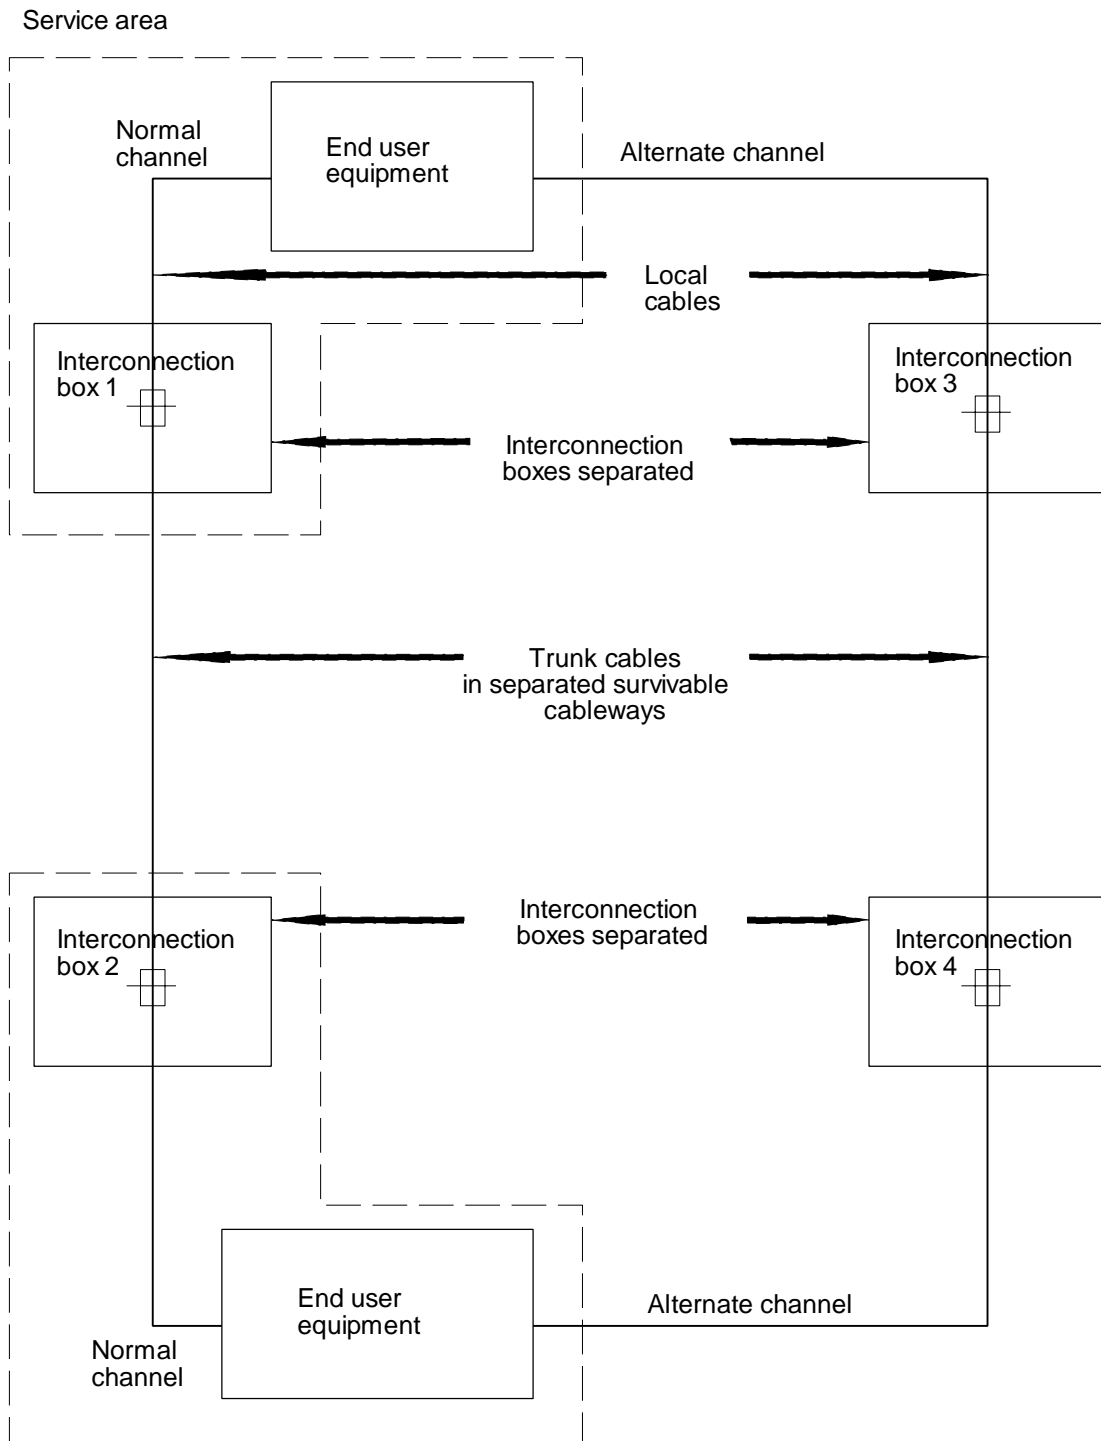 Service area
Normal
channel
End user
equipment
Alternate channel
Local
cables
Interconnection
box 1
Interconnection
box 3
Interconnection
boxes separated
Trunk cables
in separated survivable
cableways
Interconnection
box 2
Interconnection
boxes separated
Interconnection
box 4
End user
equipment
Alternate channel
Normal
channel